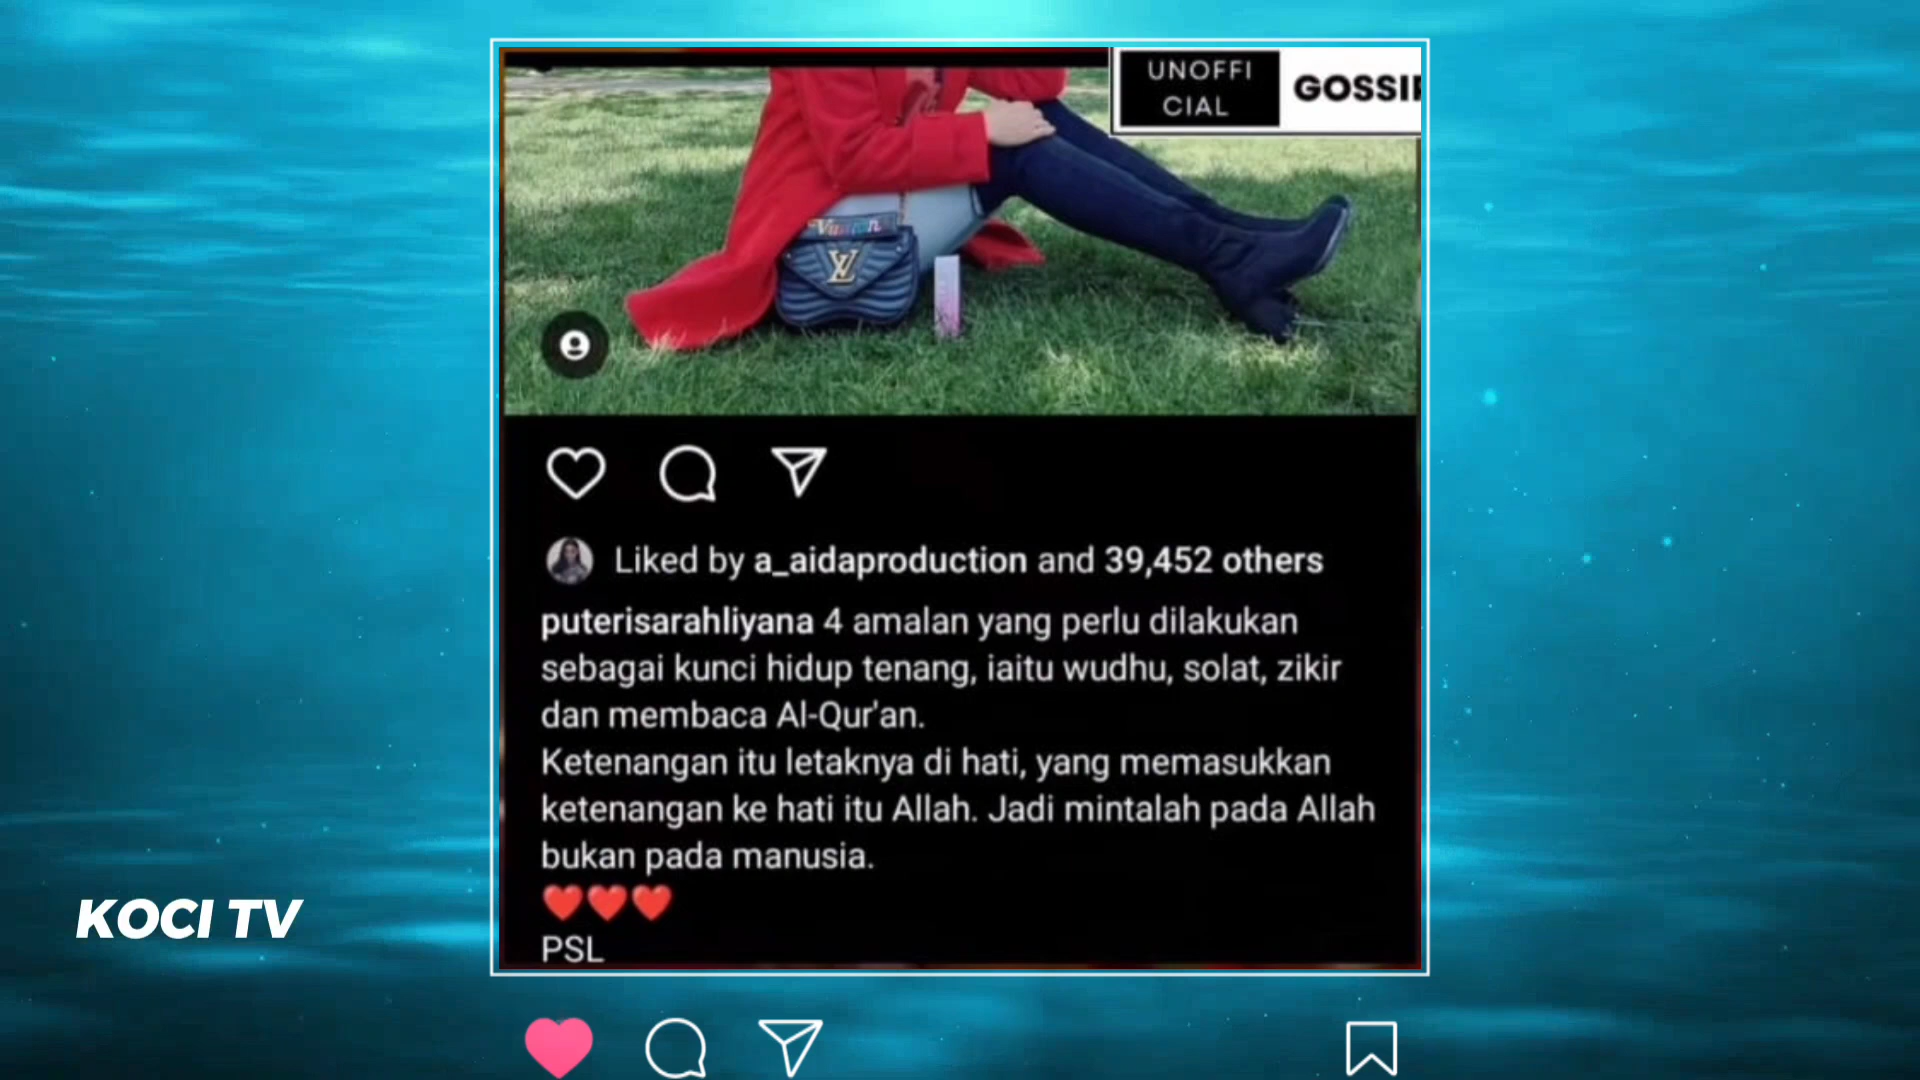 UNOFFI
CIAL
GOSSIP
Vuitton
LV
Liked by a_aidaproduction and 39,452 others
puterisarahliyana 4 amalan yang perlu dilakukan
sebagai kunci hidup tenang, iaitu wudhu, solat, zikir
dan membaca Al-Qur'an.
Ketenangan itu letaknya di hati, yang memasukkan
ketenangan ke hati itu Allah. Jadi mintalah pada Allah
bukan pada manusia.
❤️❤️❤️
PSL
KOCI TV